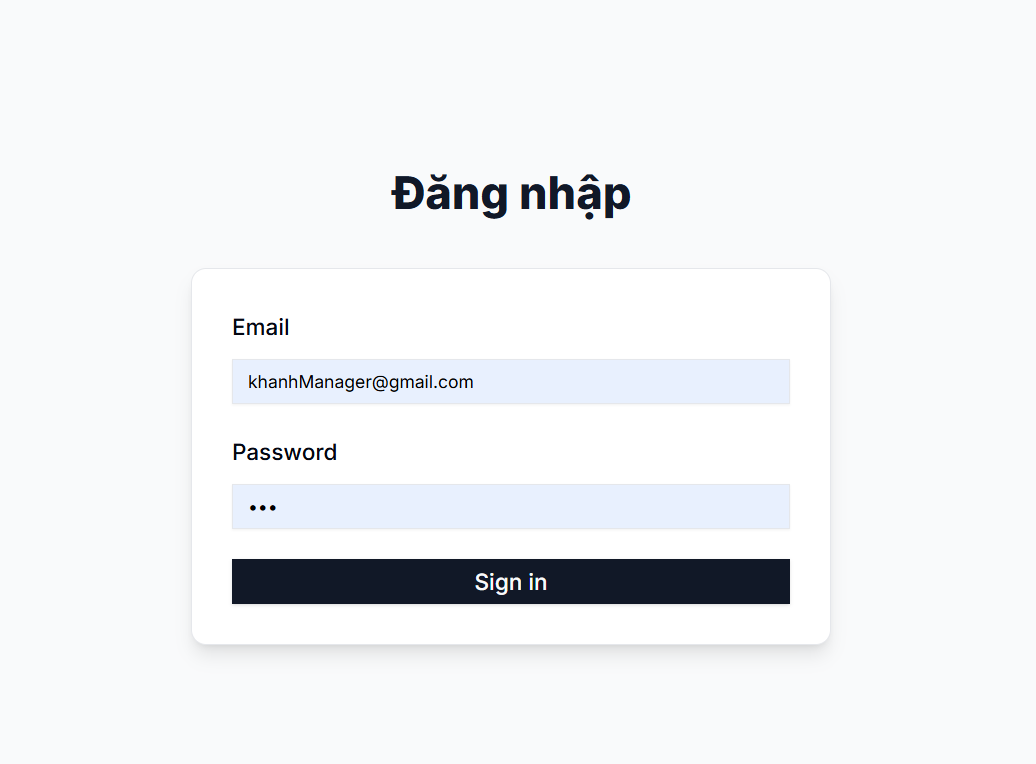 Đăng nhập
Email
khanhManager@gmail.com
Password
•••
Sign in